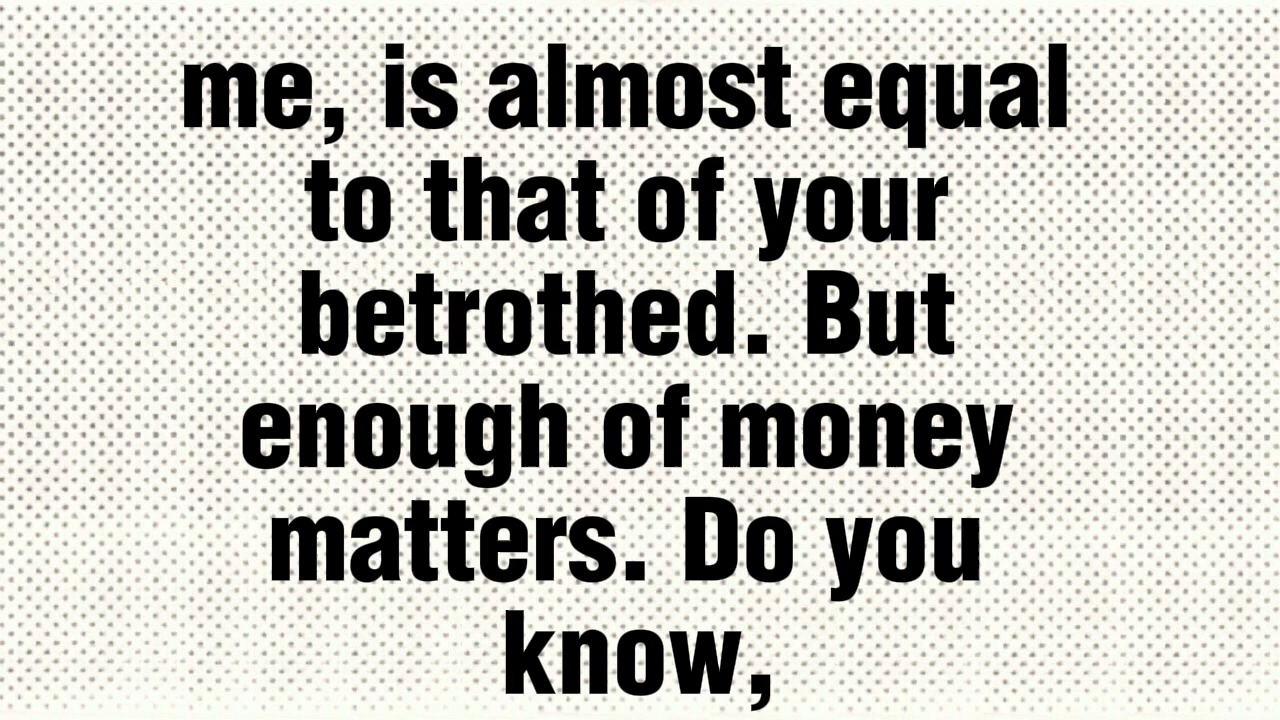 me, is almost equal
to that of your
betrothed. But
enough of money
matters. Do you
know,